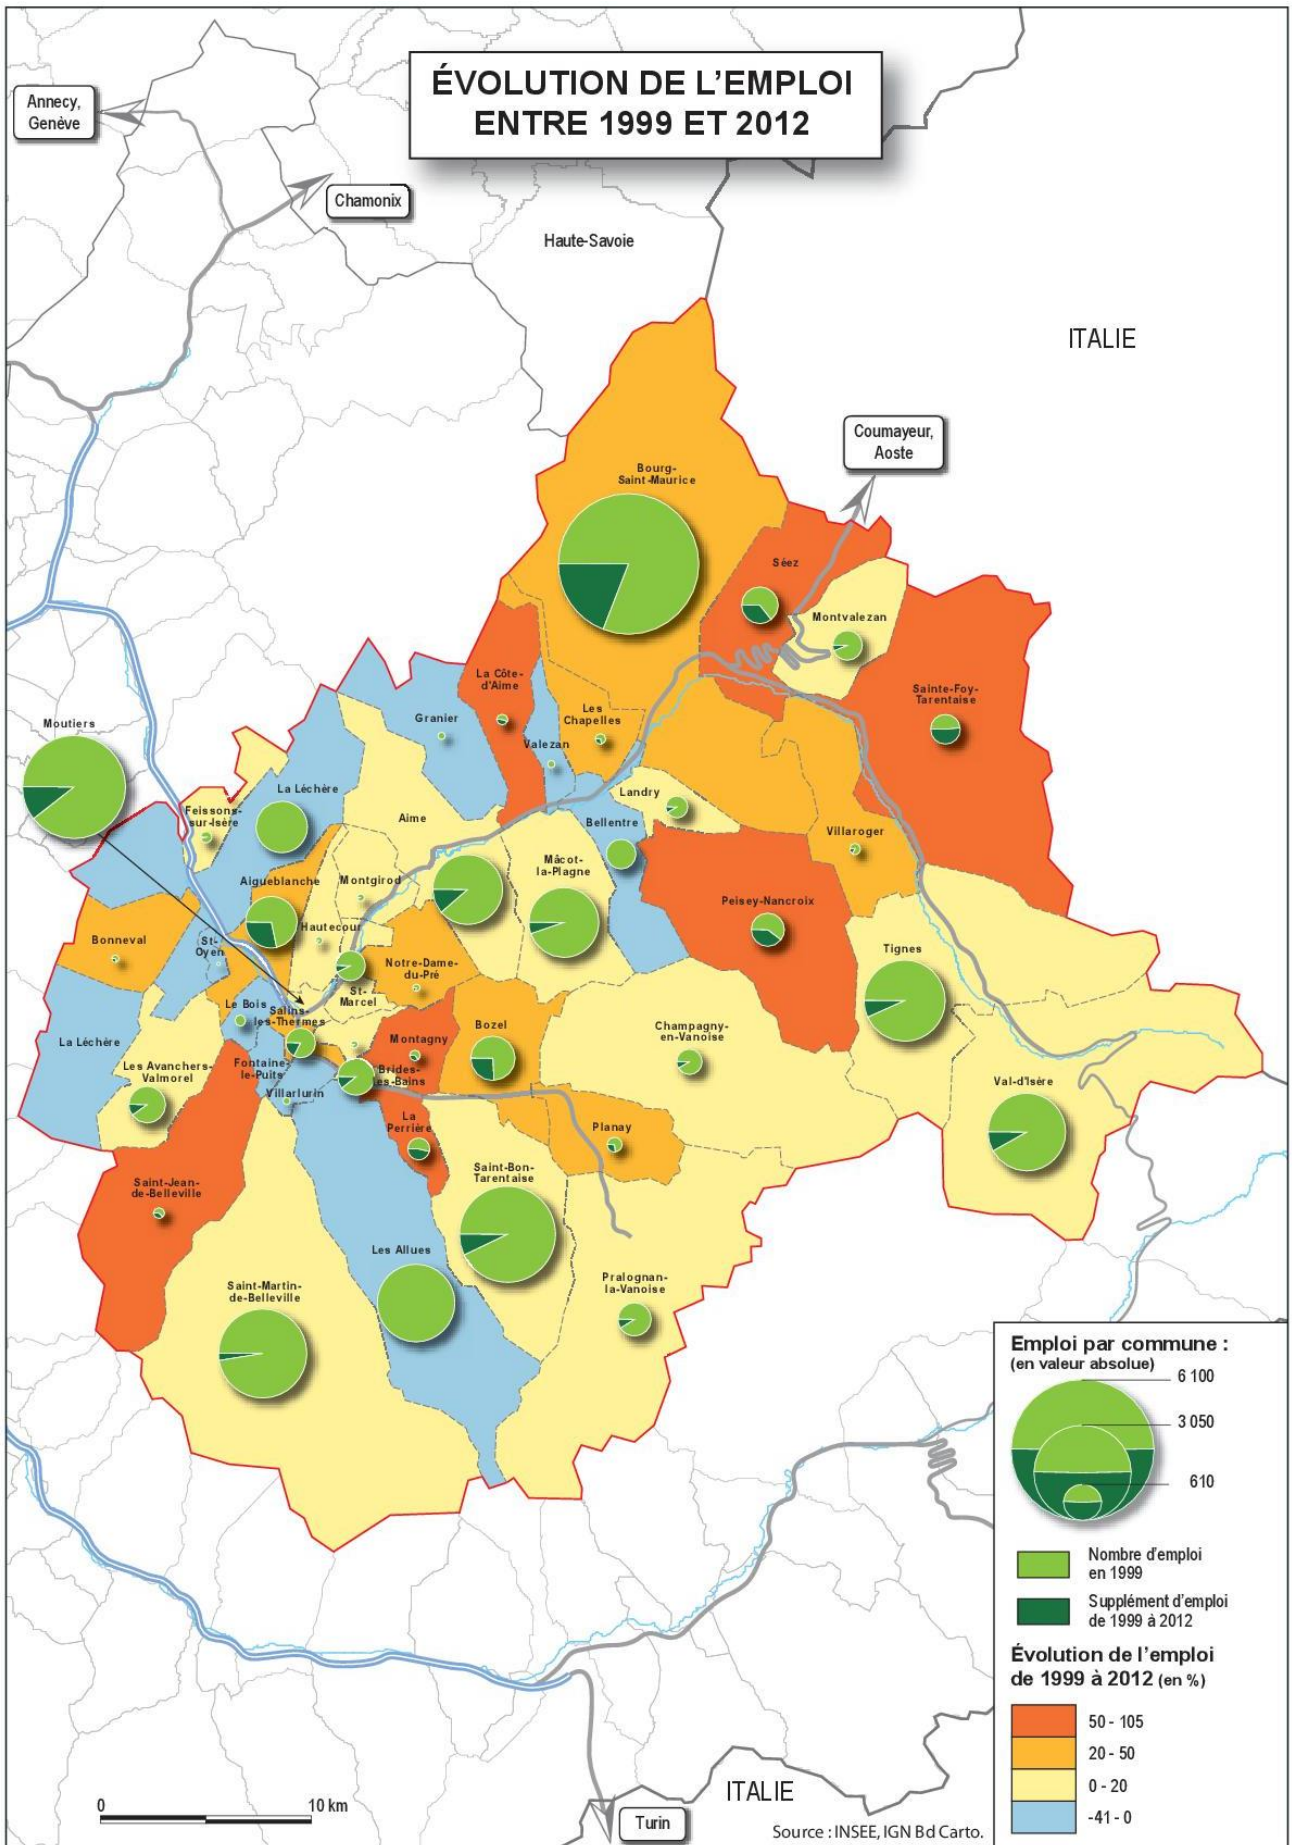 ÉVOLUTION DE L'EMPLOI
ENTRE 1999 ET 2012
Annecy,
Genève
Chamonix
Haute-Savoie
ITALIE
Coumayeur,
Aoste
Bourg-
Saint-Maurice
Séez
Montvalezan
Sainte-Foy-
Tarentaise
La Côte-
d'Aime
Granier
Les
Chapelles
Valezan
Moutiers
La Léchère
Feissons-
sur-Isère
Aime
Landry
Bellentre
Villaroger
Aigueblanche
Montgirod
Mâcot-
la-Plagne
Peisey-Nancroix
Hautecour
Bonneval
St-
Oyen
Notre-Dame-
du-Pré
Tignes
St-
Marcel
Le Bois
Salins-
les-Thermes
La Léchère
Montagny
Bozel
Champagny-
en-Vanoise
Les Avanchers-
Valmorel
Fontaine-
le-Puits
Brides-
les-Bains
Villarlurin
Val-d'Isère
La
Perrière
Planay
Saint-Bon-
Tarentaise
Saint-Jean-
de-Belleville
Les Allues
Saint-Martin-
de-Belleville
Pralognan-
la-Vanoise
Emploi par commune :
(en valeur absolue)
6 100
3 050
610
Nombre d'emploi
en 1999
Supplément d'emploi
de 1999 à 2012
Évolution de l'emploi
de 1999 à 2012 (en %)
50 - 105
20 - 50
0 - 20
-41 - 0
ITALIE
0 10 km
Turin
Source : INSEE, IGN Bd Carto.